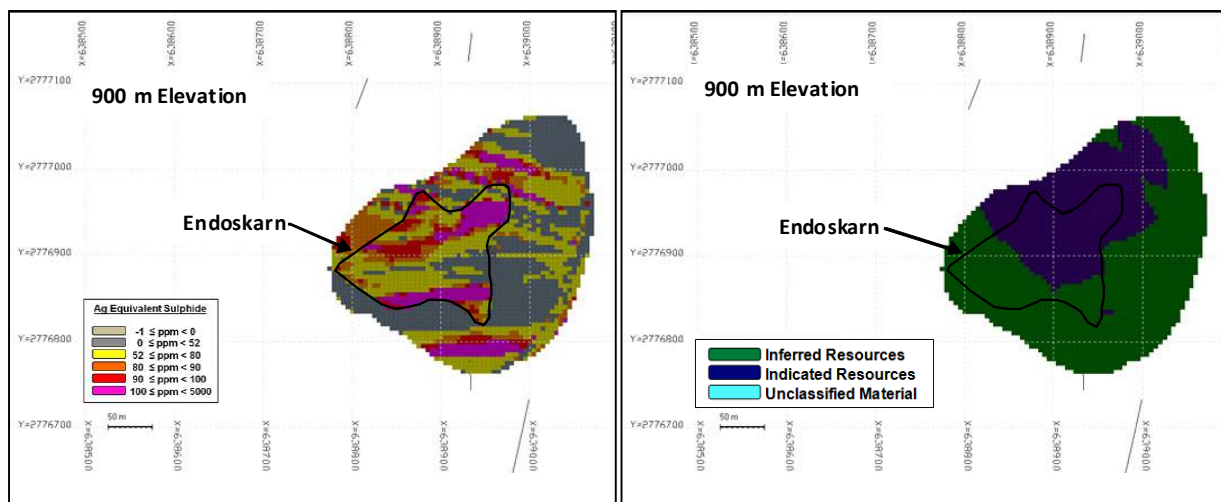 X=638500
X=638600
X=638700
X=638800
X=638900
X=639000
Y=2777100
Y=2777000
Y=2776900
Y=2776800
Y=2776700
900 m Elevation
Endoskarn
Ag Equivalent Sulphide
-1 ≤ ppm < 0
0 ≤ ppm < 52
52 ≤ ppm < 80
80 ≤ ppm < 90
90 ≤ ppm < 100
100 ≤ ppm < 5000
50 m
X=638500
X=638600
X=638700
X=638800
X=638900
X=639000
X=638600
X=638700
X=638800
X=638900
X=639000
Y=2777100
Y=2777000
Y=2776900
Y=2776800
Y=2776700
900 m Elevation
Endoskarn
Inferred Resources
Indicated Resources
Unclassified Material
50 m
X=638500
X=638600
X=638700
X=638800
X=638900
X=639000